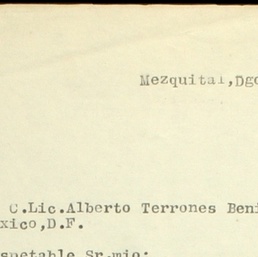 Mezquital,Dgo
C.Lic.Alberto Terrones Beni
xico,D.F.
spetable Sr.mio: